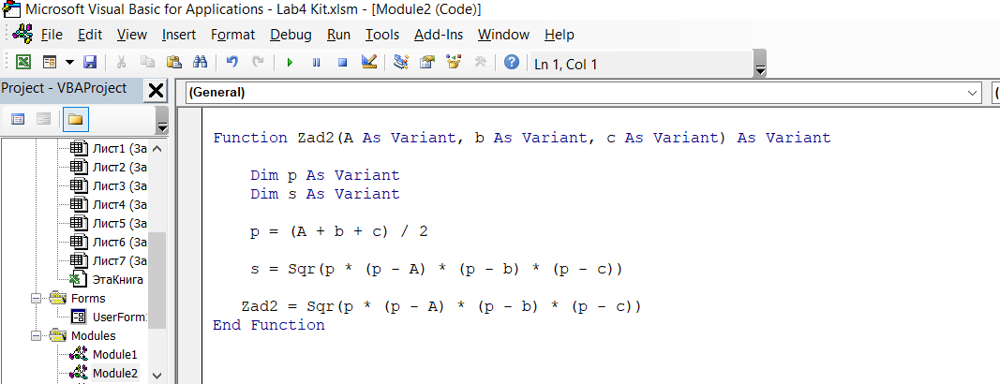 Microsoft Visual Basic for Applications - Lab4 Kit.xlsm - [Module2 (Code)]
File Edit View Insert Format Debug Run Tools Add-Ins Window Help
Ln 1, Col 1
Project - VBAProject
(General)
Лист1 (За
Лист2 (За
Лист3 (За
Лист4 (За
Лист5 (За
Лист6 (За
Лист7 (За
ЭтаКнига
Forms
UserForm1
Modules
Module1
Module2
Function Zad2(A As Variant, b As Variant, c As Variant) As Variant
Dim p As Variant
Dim s As Variant
p = (A + b + c) / 2
s = Sqr(p * (p - A) * (p - b) * (p - c))
Zad2 = Sqr(p * (p - A) * (p - b) * (p - c))
End Function